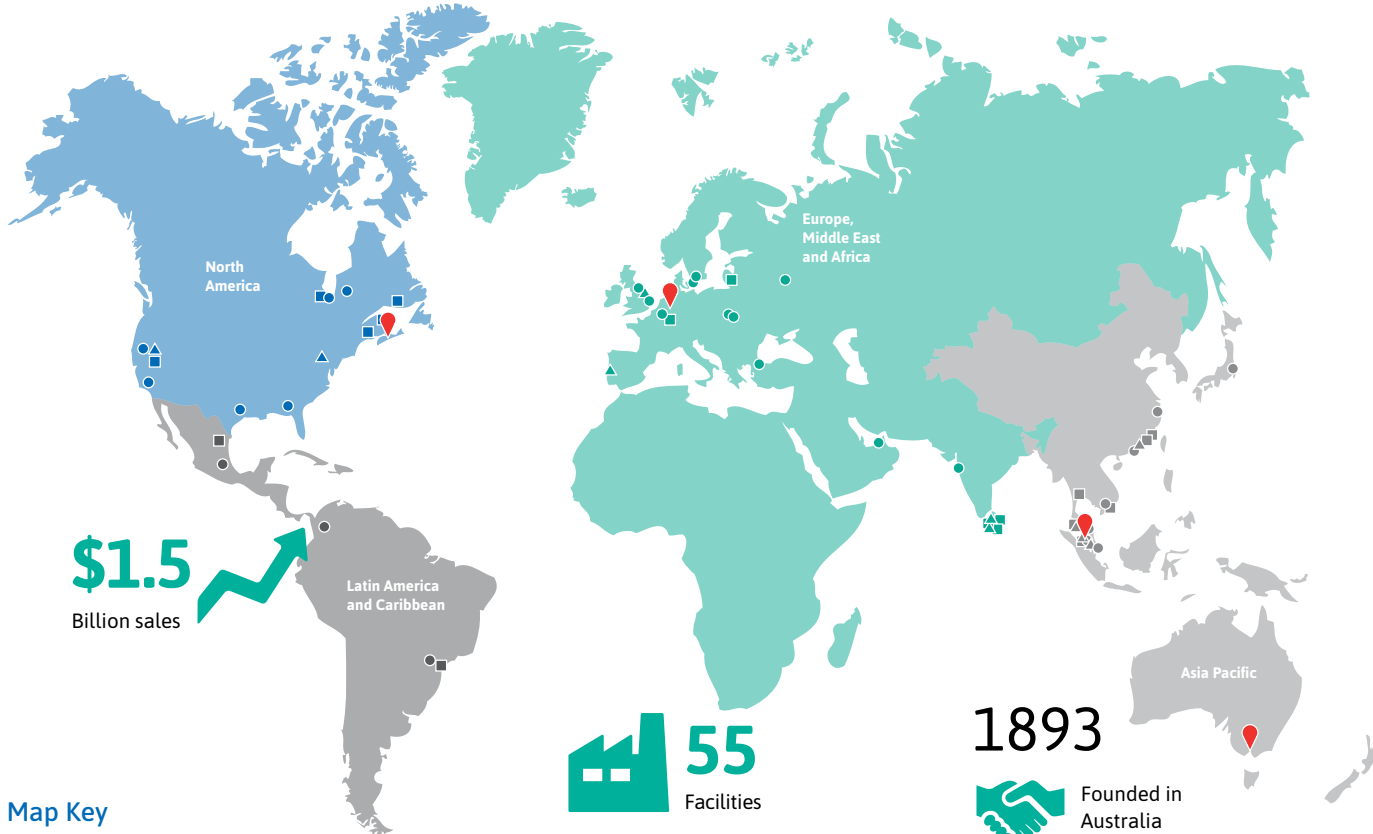 North
America
Europe,
Middle East
and Africa
$1.5
Billion sales
Latin America
and Caribbean
Asia Pacific
55
Facilities
1893
Founded in
Australia
Map Key